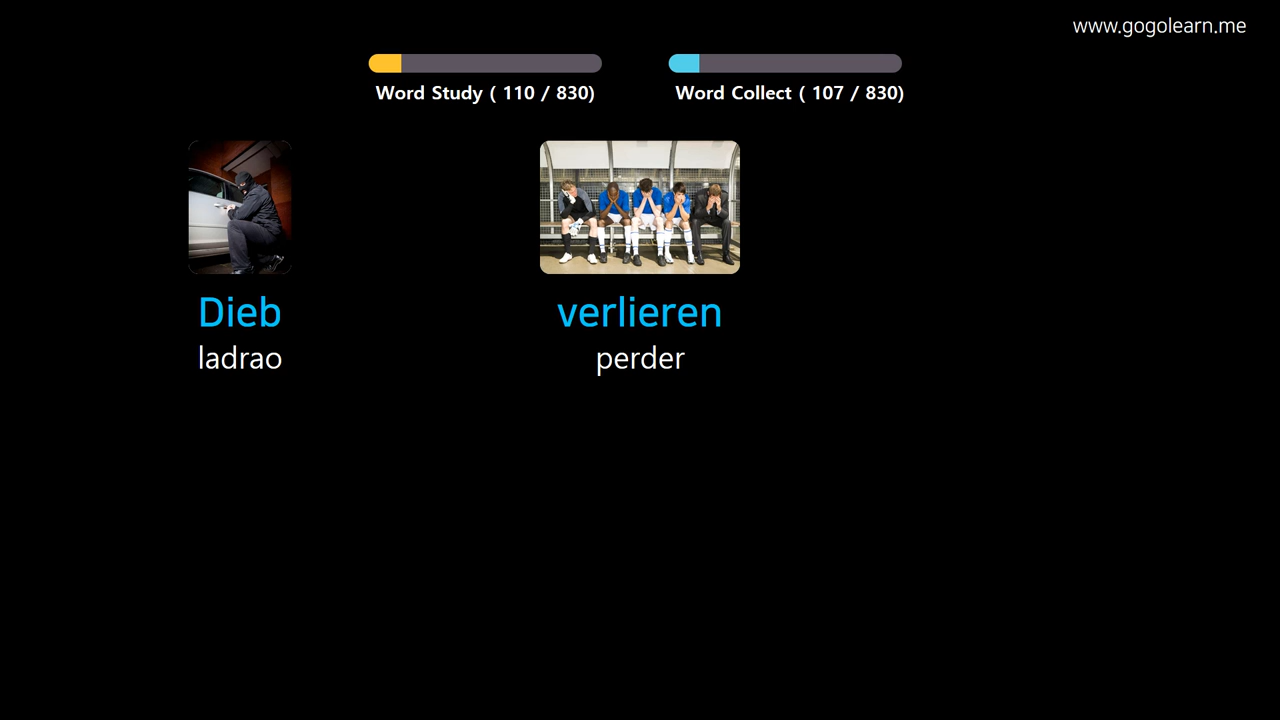 www.gogolearn.me
Word Study ( 110 / 830)
Word Collect ( 107 / 830)
Dieb
ladrao
verlieren
perder